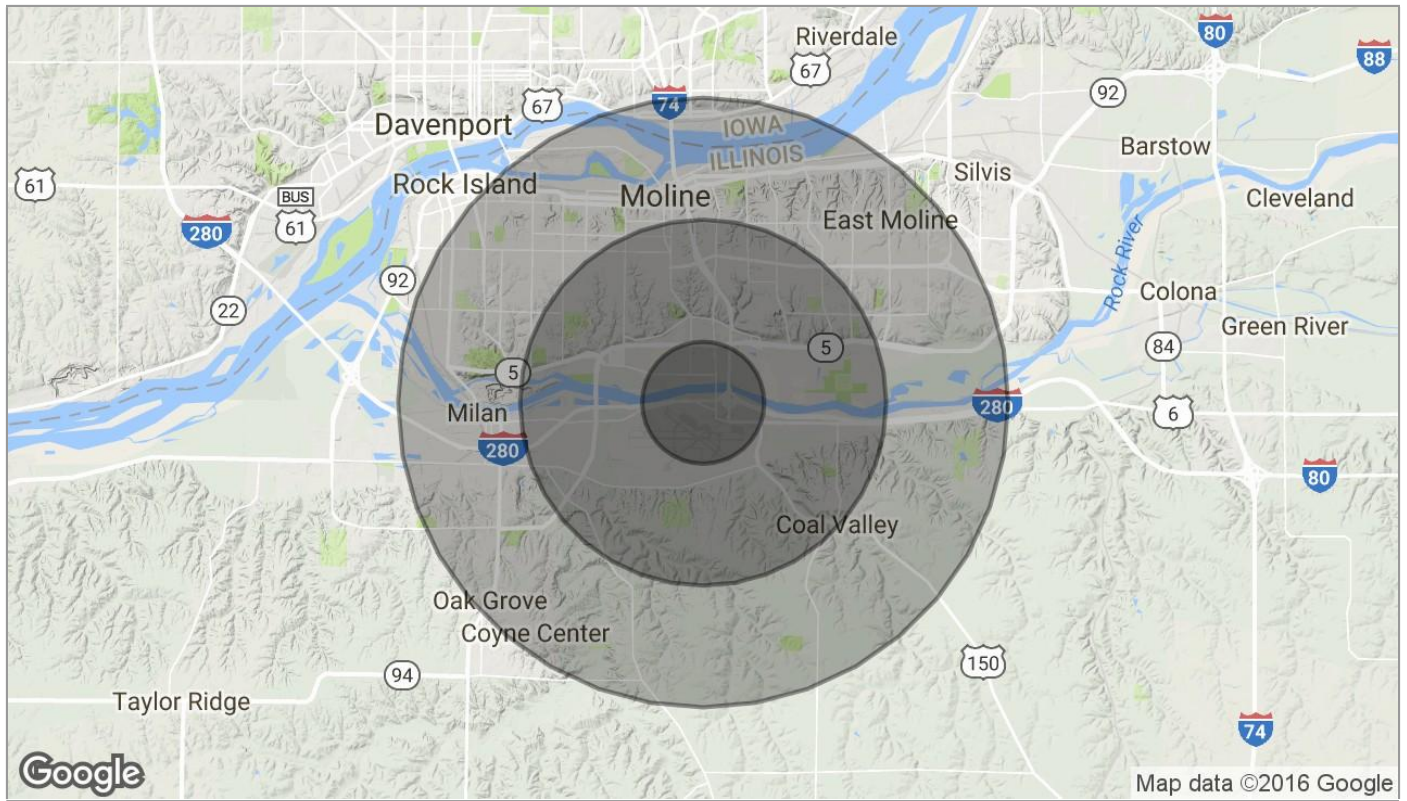 Riverdale
80
88
67
74
67
92
Davenport
IOWA
ILLINOIS
Barstow
61
Rock Island
Moline
Silvis
Cleveland
BUS
61
280
East Moline
Rock River
92
22
Colona
Green River
5
84
5
Milan
280
6
280
80
Coal Valley
Oak Grove
Coyne Center
150
94
Taylor Ridge
74
Google
Map data ©2016 Google